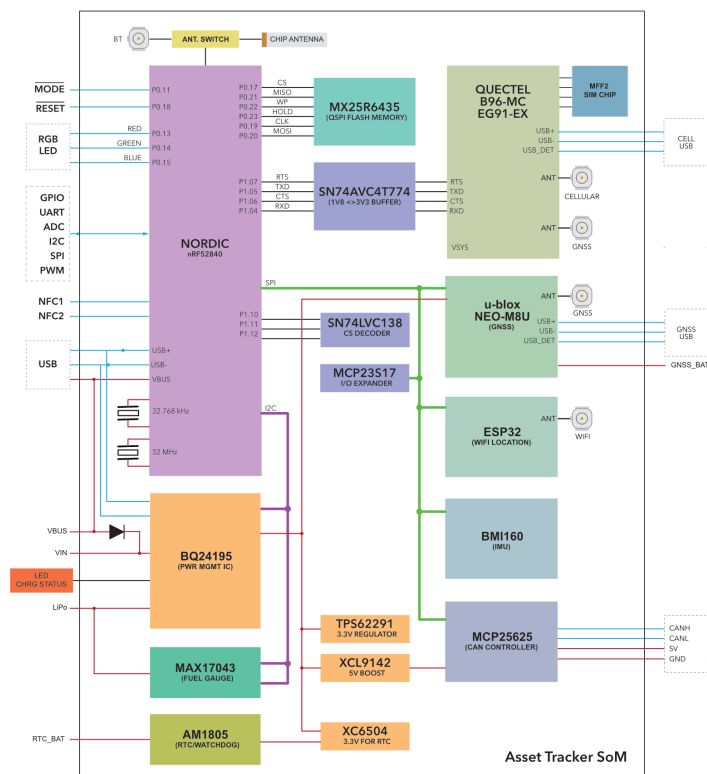 BT
ANT. SWITCH
CHIP ANTENNA
MODE
RESET
RGB
LED
RED
GREEN
BLUE
P0.11
P0.18
P0.13
P0.14
P0.15
P0.17
P0.21
P0.22
P0.23
P0.19
P0.20
CS
MISO
WP
HOLD
CLK
MOSI
MX25R6435
(QSPI FLASH MEMORY)
QUECTEL
B96-MC
EG91-EX
MFF2
SIM CHIP
USB+
USB-
USB_DET
CELL
USB
P1.07
P1.05
P1.06
P1.04
RTS
TXD
CTS
RXD
SN74AVC4T774
(1V8 <>3V3 BUFFER)
RTS
TXD
CTS
RXD
ANT
CELLULAR
ANT
GNSS
VSYS
GPIO
UART
ADC
I2C
SPI
PWM
NORDIC
nRF52840
SPI
u-blox
NEO-M8U
(GNSS)
ANT
GNSS
USB+
USB-
USB_DET
GNSS
USB
GNSS_BAT
NFC1
NFC2
P1.10
P1.11
P1.12
SN74LVC138
CS DECODER
MCP23S17
I/O EXPANDER
USB
USB+
USB-
VBUS
32.768 kHz
32 MHz
I2C
ESP32
(WIFI LOCATION)
ANT
WIFI
BMI160
(IMU)
BQ24195
(PWR MGMT IC)
VBUS
VIN
LED
CHRG STATUS
LiPo
TPS62291
3.3V REGULATOR
XCL9142
5V BOOST
MCP25625
(CAN CONTROLLER)
CANH
CANL
5V
GND
MAX17043
(FUEL GAUGE)
AM1805
(RTC/WATCHDOG)
RTC_BAT
XC6504
3.3V FOR RTC
Asset Tracker SoM